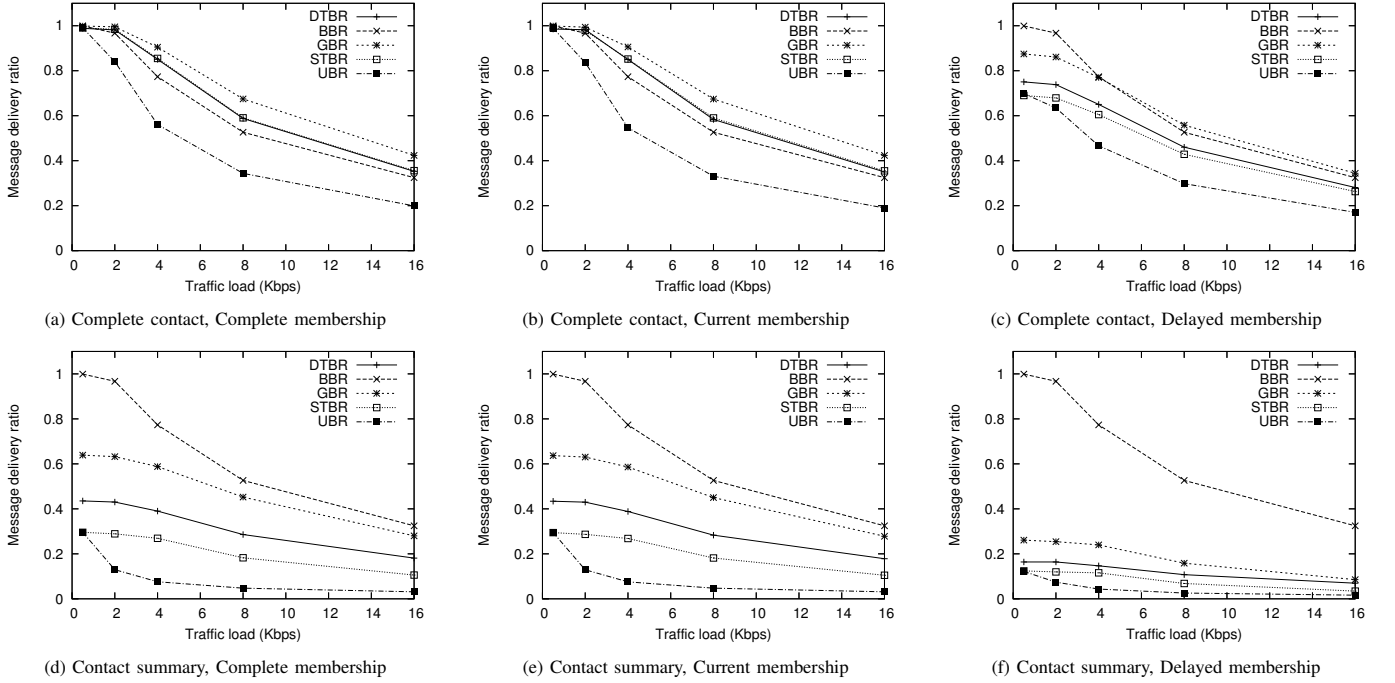 Message delivery ratio
1
0.8
0.6
0.4
0.2
0
0 2 4 6 8 10 12 14 16
Traffic load (Kbps)
DTBR
BBR
GBR
STBR
UBR
(a) Complete contact, Complete membership
Message delivery ratio
1
0.8
0.6
0.4
0.2
0
0 2 4 6 8 10 12 14 16
Traffic load (Kbps)
DTBR
BBR
GBR
STBR
UBR
(b) Complete contact, Current membership
Message delivery ratio
1
0.8
0.6
0.4
0.2
0
0 2 4 6 8 10 12 14 16
Traffic load (Kbps)
DTBR
BBR
GBR
STBR
UBR
(c) Complete contact, Delayed membership
Message delivery ratio
1
0.8
0.6
0.4
0.2
0
0 2 4 6 8 10 12 14 16
Traffic load (Kbps)
DTBR
BBR
GBR
STBR
UBR
(d) Contact summary, Complete membership
Message delivery ratio
1
0.8
0.6
0.4
0.2
0
0 2 4 6 8 10 12 14 16
Traffic load (Kbps)
DTBR
BBR
GBR
STBR
UBR
(e) Contact summary, Current membership
Message delivery ratio
1
0.8
0.6
0.4
0.2
0
0 2 4 6 8 10 12 14 16
Traffic load (Kbps)
DTBR
BBR
GBR
STBR
UBR
(f) Contact summary, Delayed membership